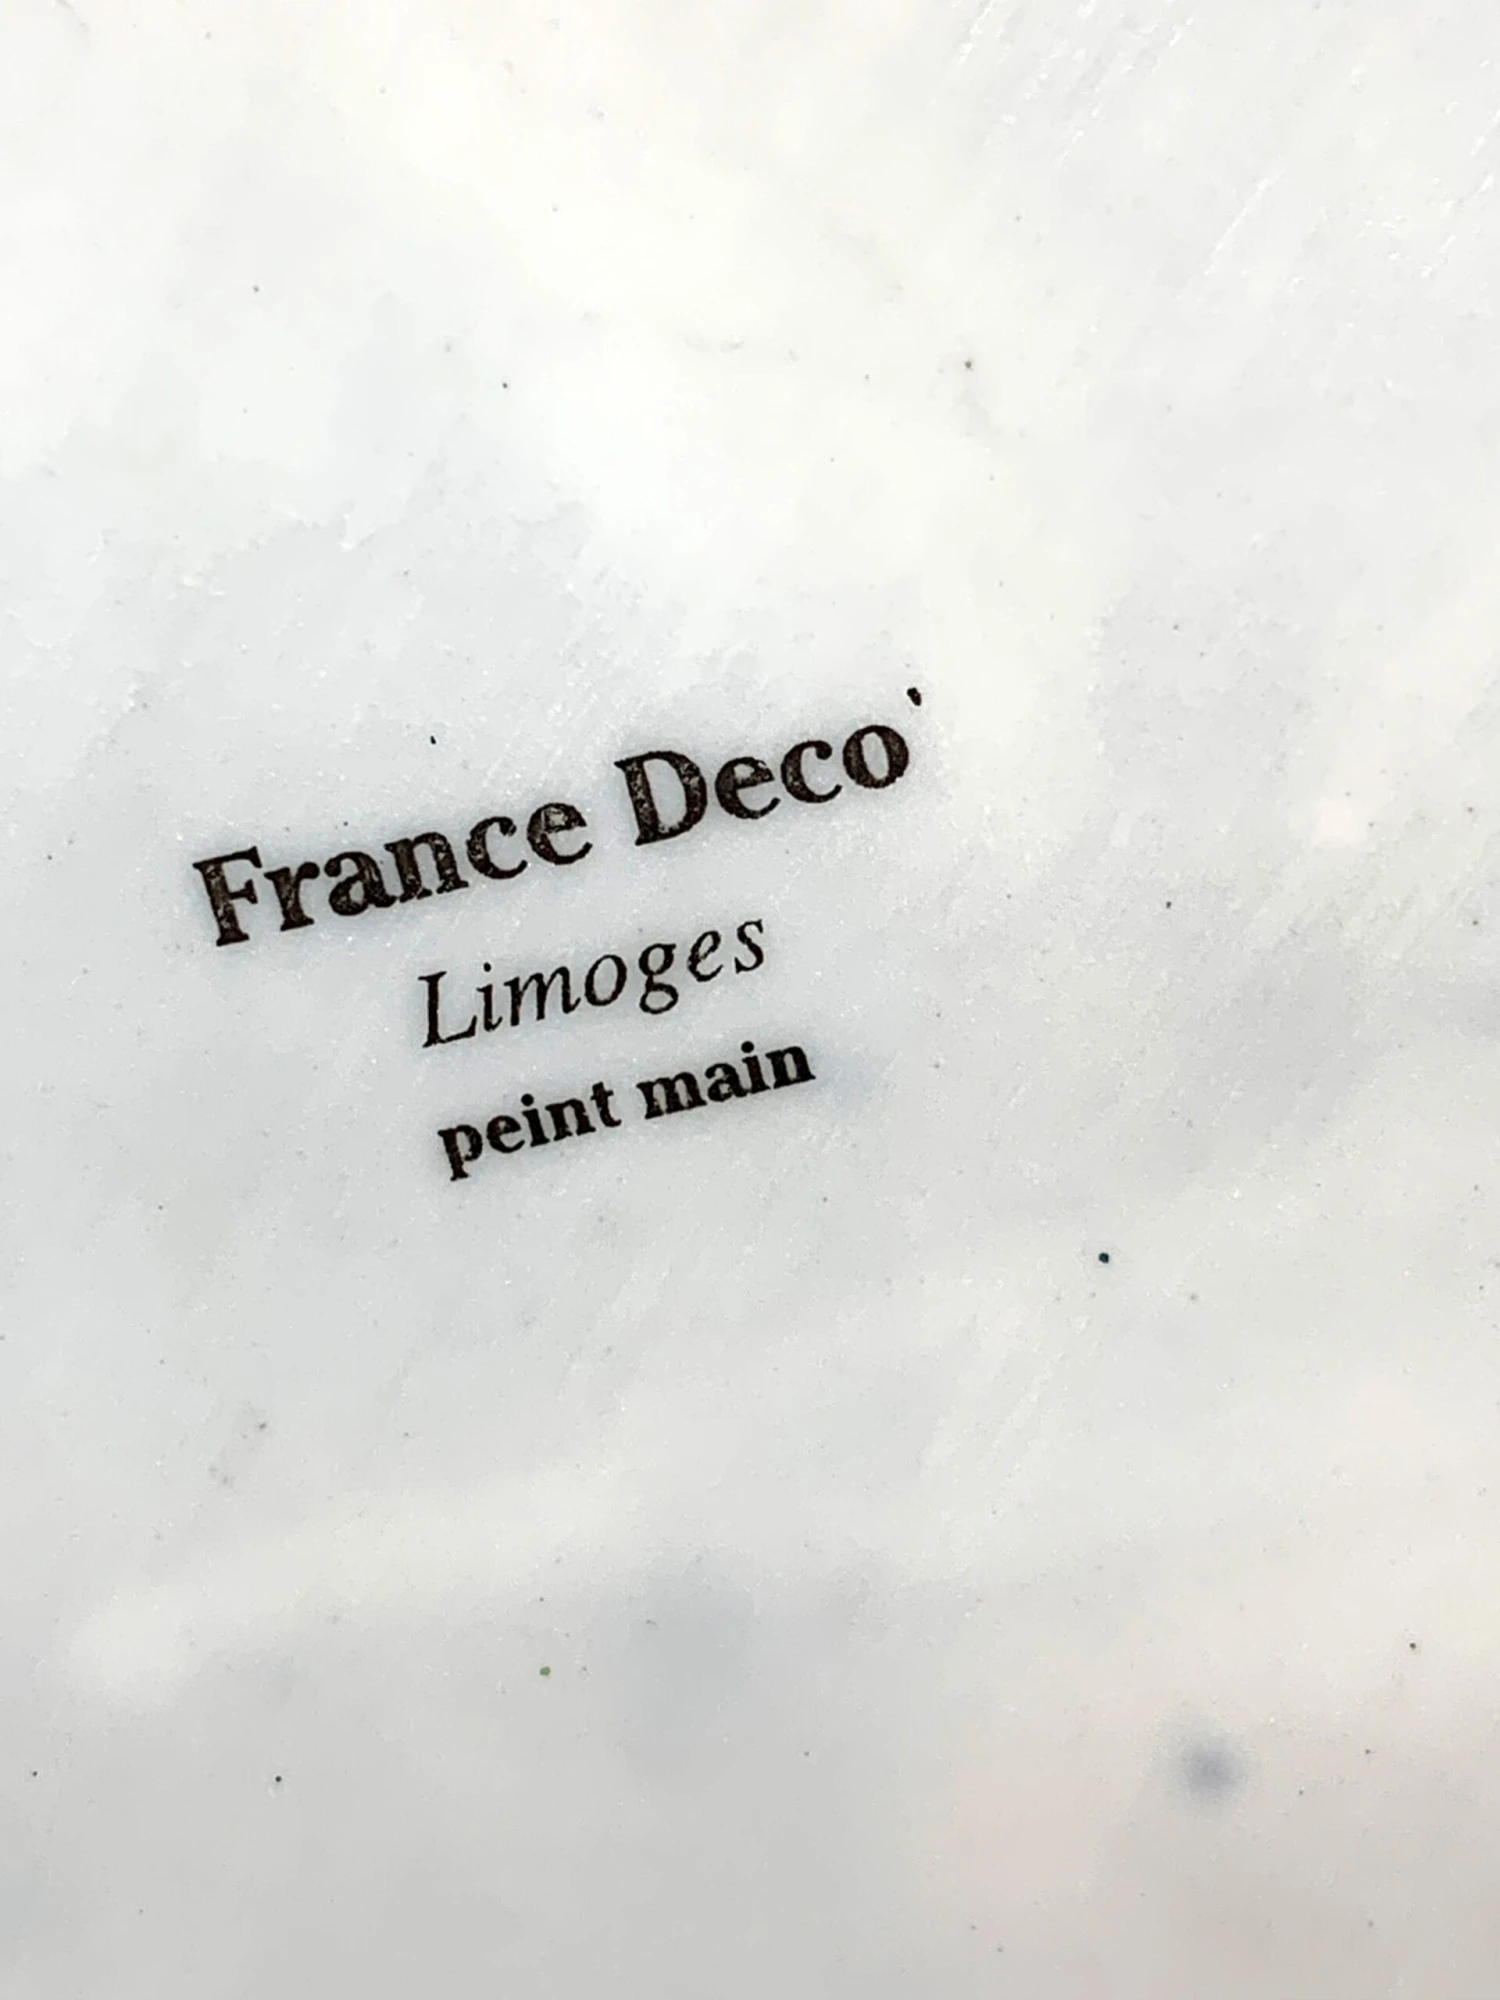 France Deco'
Limoges
peint main